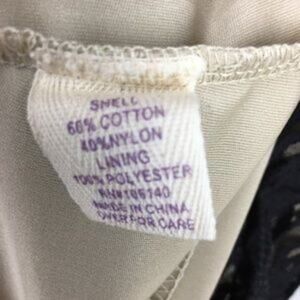 SHELL
60% COTTON
40% NYLON
LINING
100% POLYESTER
RN#106140
MADE IN CHINA
OVER FOR CARE